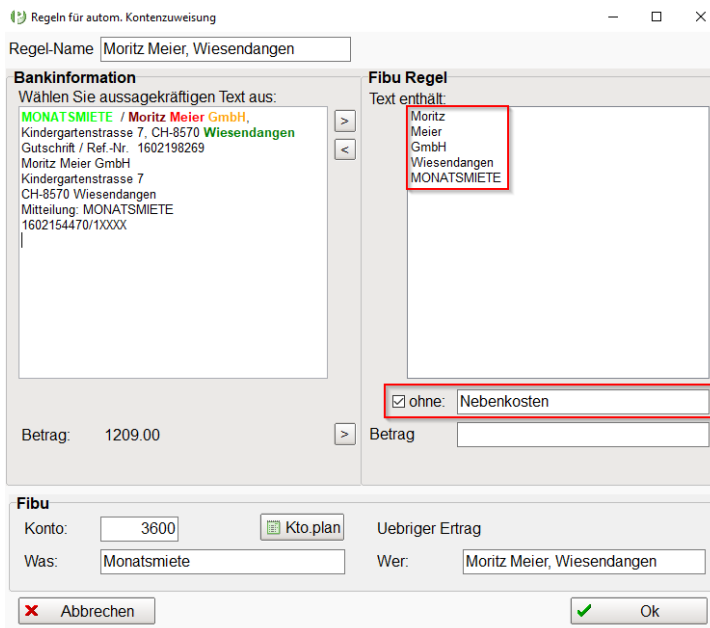 Regeln für autom. Kontenzuweisung
Regel-Name Moritz Meier, Wiesendangen
Bankinformation
Wählen Sie aussagekräftigen Text aus:
MONATSMIETE / Moritz Meier GmbH,
Kindergartenstrasse 7, CH-8570 Wiesendangen
Gutschrift / Ref.-Nr. 1602198269
Moritz Meier GmbH
Kindergartenstrasse 7
CH-8570 Wiesendangen
Mitteilung: MONATSMIETE
1602154470/1XXXX
>
<
Betrag: 1209.00 >
Fibu Regel
Text enthält:
Moritz
Meier
GmbH
Wiesendangen
MONATSMIETE
ohne: Nebenkosten
Betrag
Fibu
Konto: 3600 Kto.plan Uebriger Ertrag
Was: Monatsmiete Wer: Moritz Meier, Wiesendangen
Abbrechen Ok